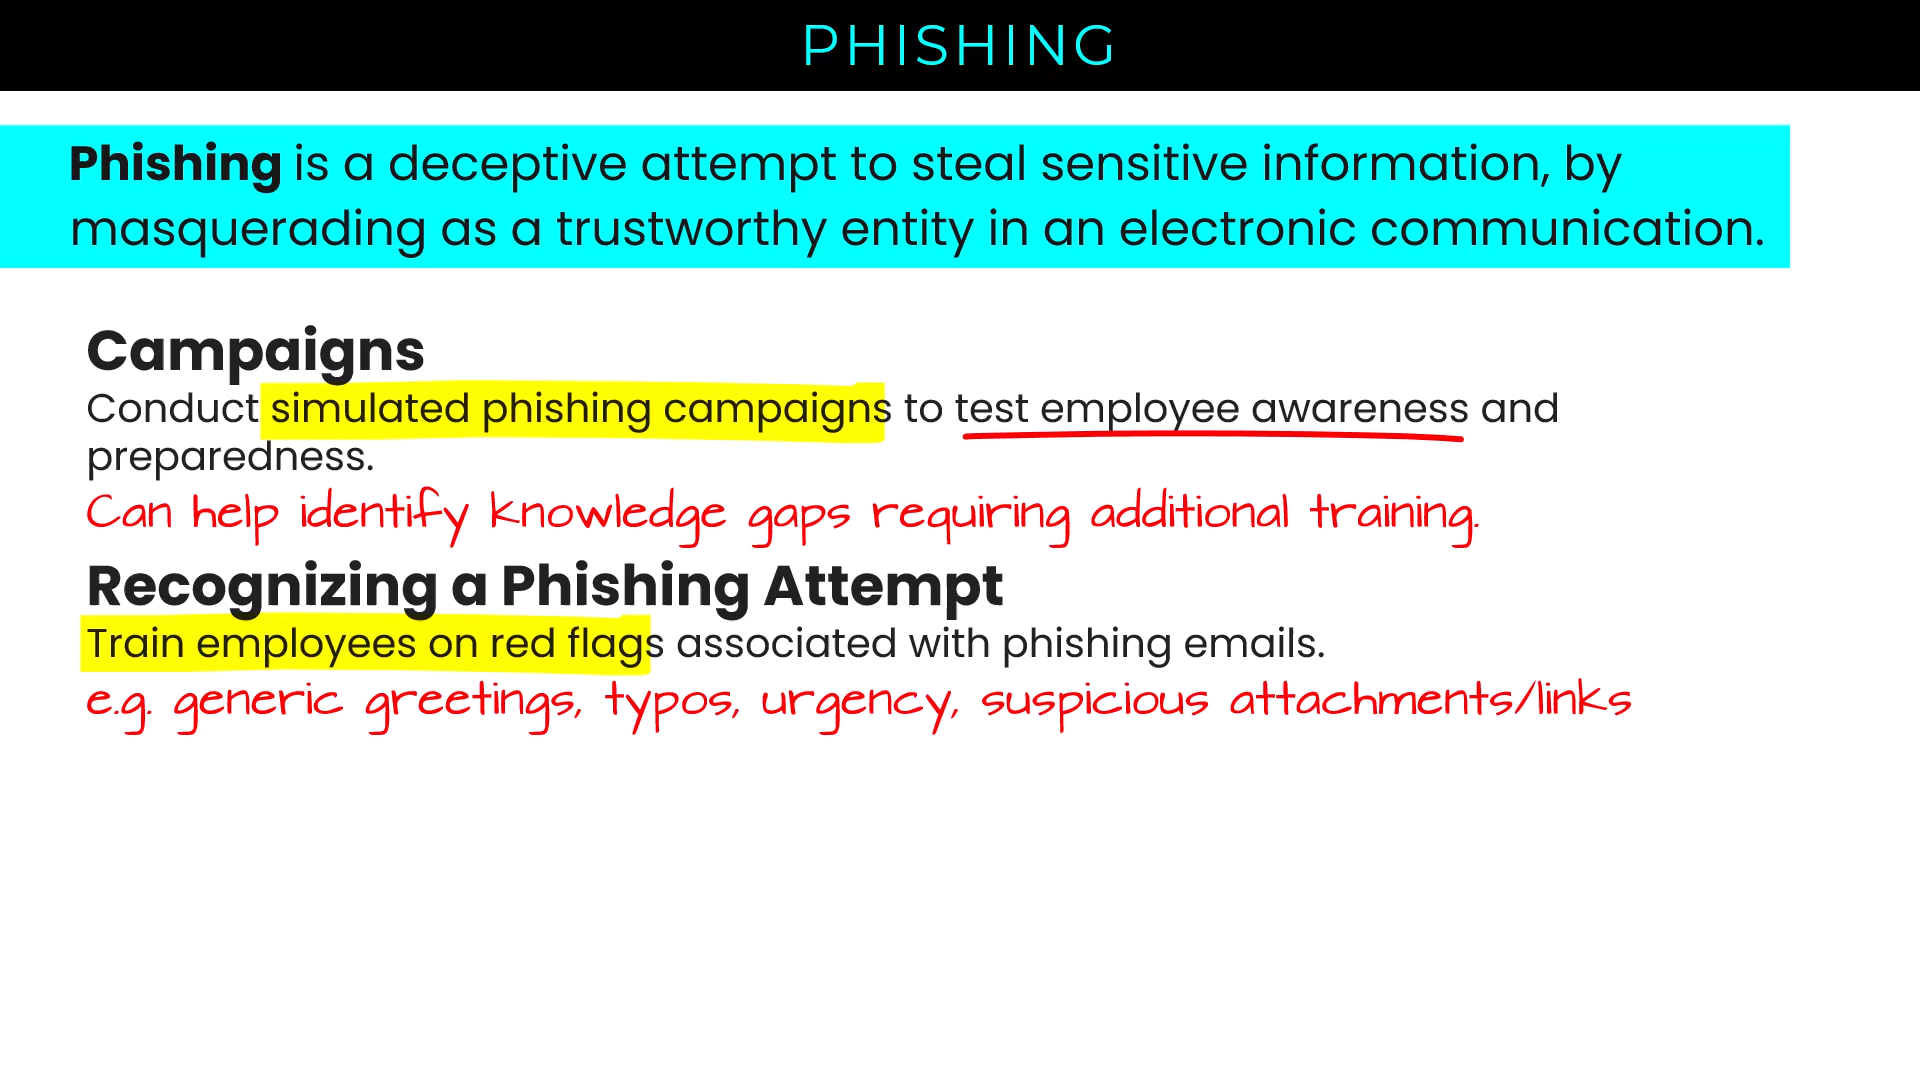 PHISHING
Phishing is a deceptive attempt to steal sensitive information, by
masquerading as a trustworthy entity in an electronic communication.
Campaigns
Conduct simulated phishing campaigns to test employee awareness and
preparedness.
Can help identify knowledge gaps requiring additional training.
Recognizing a Phishing Attempt
Train employees on red flags associated with phishing emails.
e.g. generic greetings, typos, urgency, suspicious attachments/links